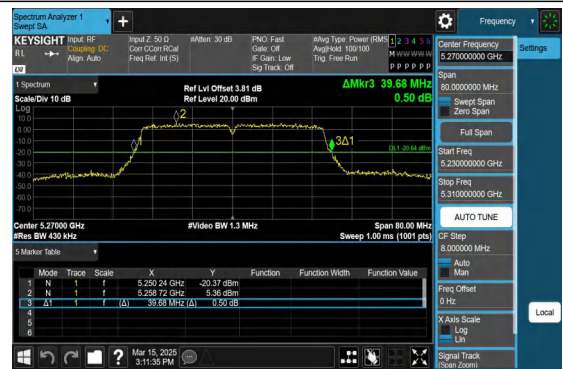 Spectrum Analyzer 1
Swept SA
+
Frequency
KEYSIGHT
RL
LXI
Input: RF
Coupling: DC
Align: Auto
Input Z: 50 Ω
Corr CCorr RCal
Freq Ref: Int (S)
#Atten: 30 dB
PNO: Fast
Gate: Off
IF Gain: Low
Sig Track: Off
#Avg Type: Power (RMS
Avg|Hold: 100/100
Trig: Free Run
1 2 3 4 5 6
M W W W W W
P P P P P P
1 Spectrum
Scale/Div 10 dB
Ref Lvl Offset 3.81 dB
Ref Level 20.00 dBm
ΔMkr3 39.68 MHz
0.50 dB
Log
10.0
0.00
-10.0
-20.0
-30.0
-40.0
-50.0
-60.0
-70.0
1
2
3Δ1
DL1 -20.64 dBm
Center 5.27000 GHz
#Res BW 430 kHz
#Video BW 1.3 MHz
Span 80.00 MHz
Sweep 1.00 ms (1001 pts)
5 Marker Table
Mode Trace Scale X Y Function Function Width Function Value
1 N 1 f 5.250 24 GHz -20.37 dBm
2 N 1 f 5.258 72 GHz 5.36 dBm
3 Δ1 1 f (Δ) 39.68 MHz (Δ) 0.50 dB
4
5
6
Center Frequency
5.27000000 GHz
Settings
Span
80.0000000 MHz
Swept Span
Zero Span
Full Span
Start Freq
5.23000000 GHz
Stop Freq
5.31000000 GHz
AUTO TUNE
CF Step
8.000000 MHz
Auto
Man
Freq Offset
0 Hz
X Axis Scale
Log
Lin
Local
Signal Track
(Span Zoom)
?
Mar 15, 2025
3:11:35 PM